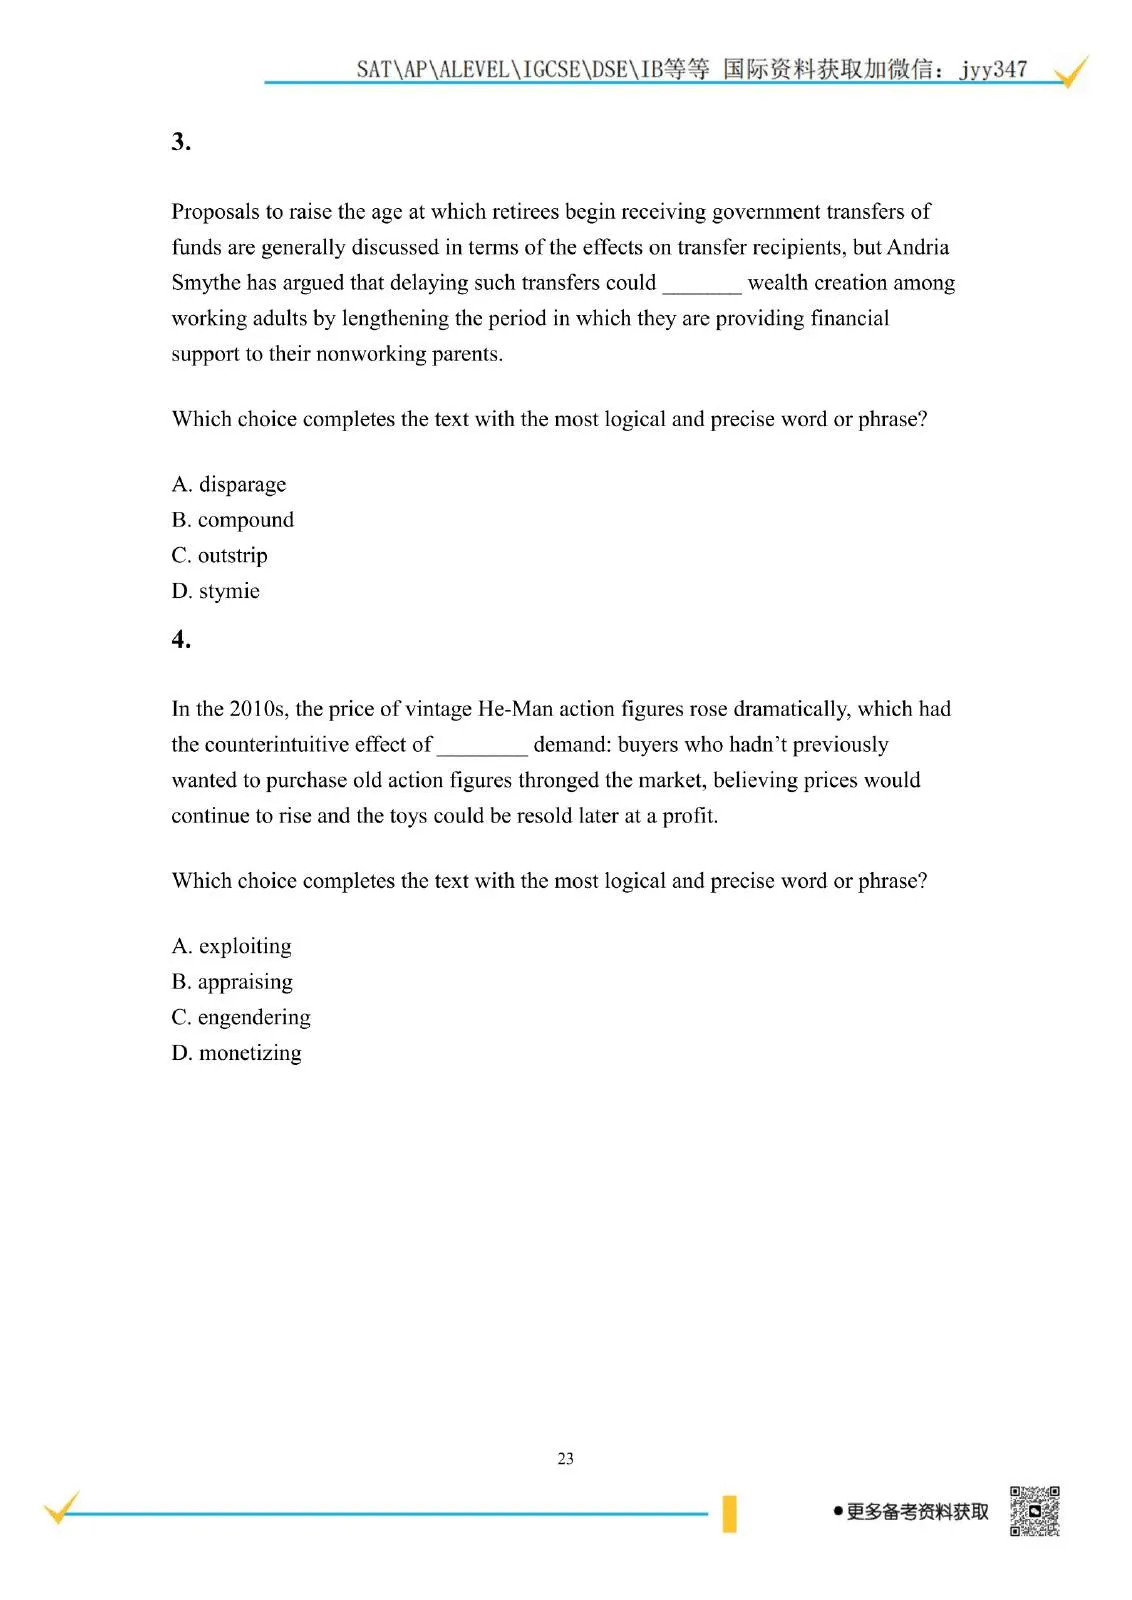 SAT\AP\ALEVEL\IGCSE\DSE\IB等等 国际资料获取加微信：jyy347
3.
Proposals to raise the age at which retirees begin receiving government transfers of
funds are generally discussed in terms of the effects on transfer recipients, but Andria
Smythe has argued that delaying such transfers could _______ wealth creation among
working adults by lengthening the period in which they are providing financial
support to their nonworking parents.
Which choice completes the text with the most logical and precise word or phrase?
A. disparage
B. compound
C. outstrip
D. stymie
4.
In the 2010s, the price of vintage He-Man action figures rose dramatically, which had
the counterintuitive effect of ________ demand: buyers who hadn’t previously
wanted to purchase old action figures thronged the market, believing prices would
continue to rise and the toys could be resold later at a profit.
Which choice completes the text with the most logical and precise word or phrase?
A. exploiting
B. appraising
C. engendering
D. monetizing
23
●更多备考资料获取